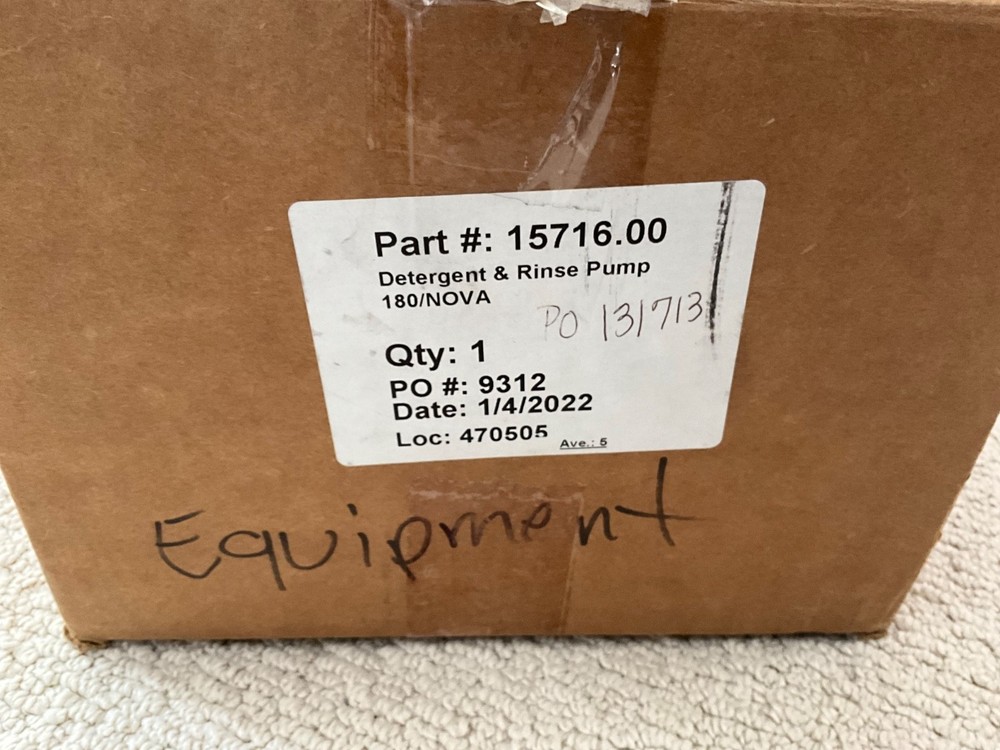 Part #: 15716.00
Detergent & Rinse Pump
180/NOVA
PO 131713
Qty: 1
PO #: 9312
Date: 1/4/2022
Loc: 470505
Ave.: 5
Equipment